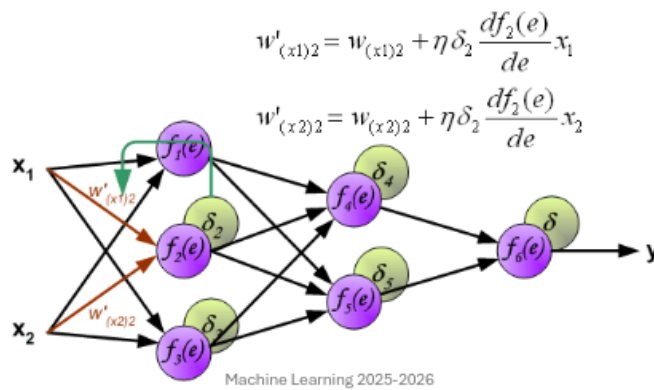 w'(x1)2 = w(x1)2 + ηδ2 df2(e)/de x1
w'(x2)2 = w(x2)2 + ηδ2 df2(e)/de x2
x1
f1(e)
w'(x1)2
δ4
f4(e)
δ2
f2(e)
δ
f6(e)
y
δ5
f5(e)
x2
w'(x2)2
f3(e)
Machine Learning 2025-2026